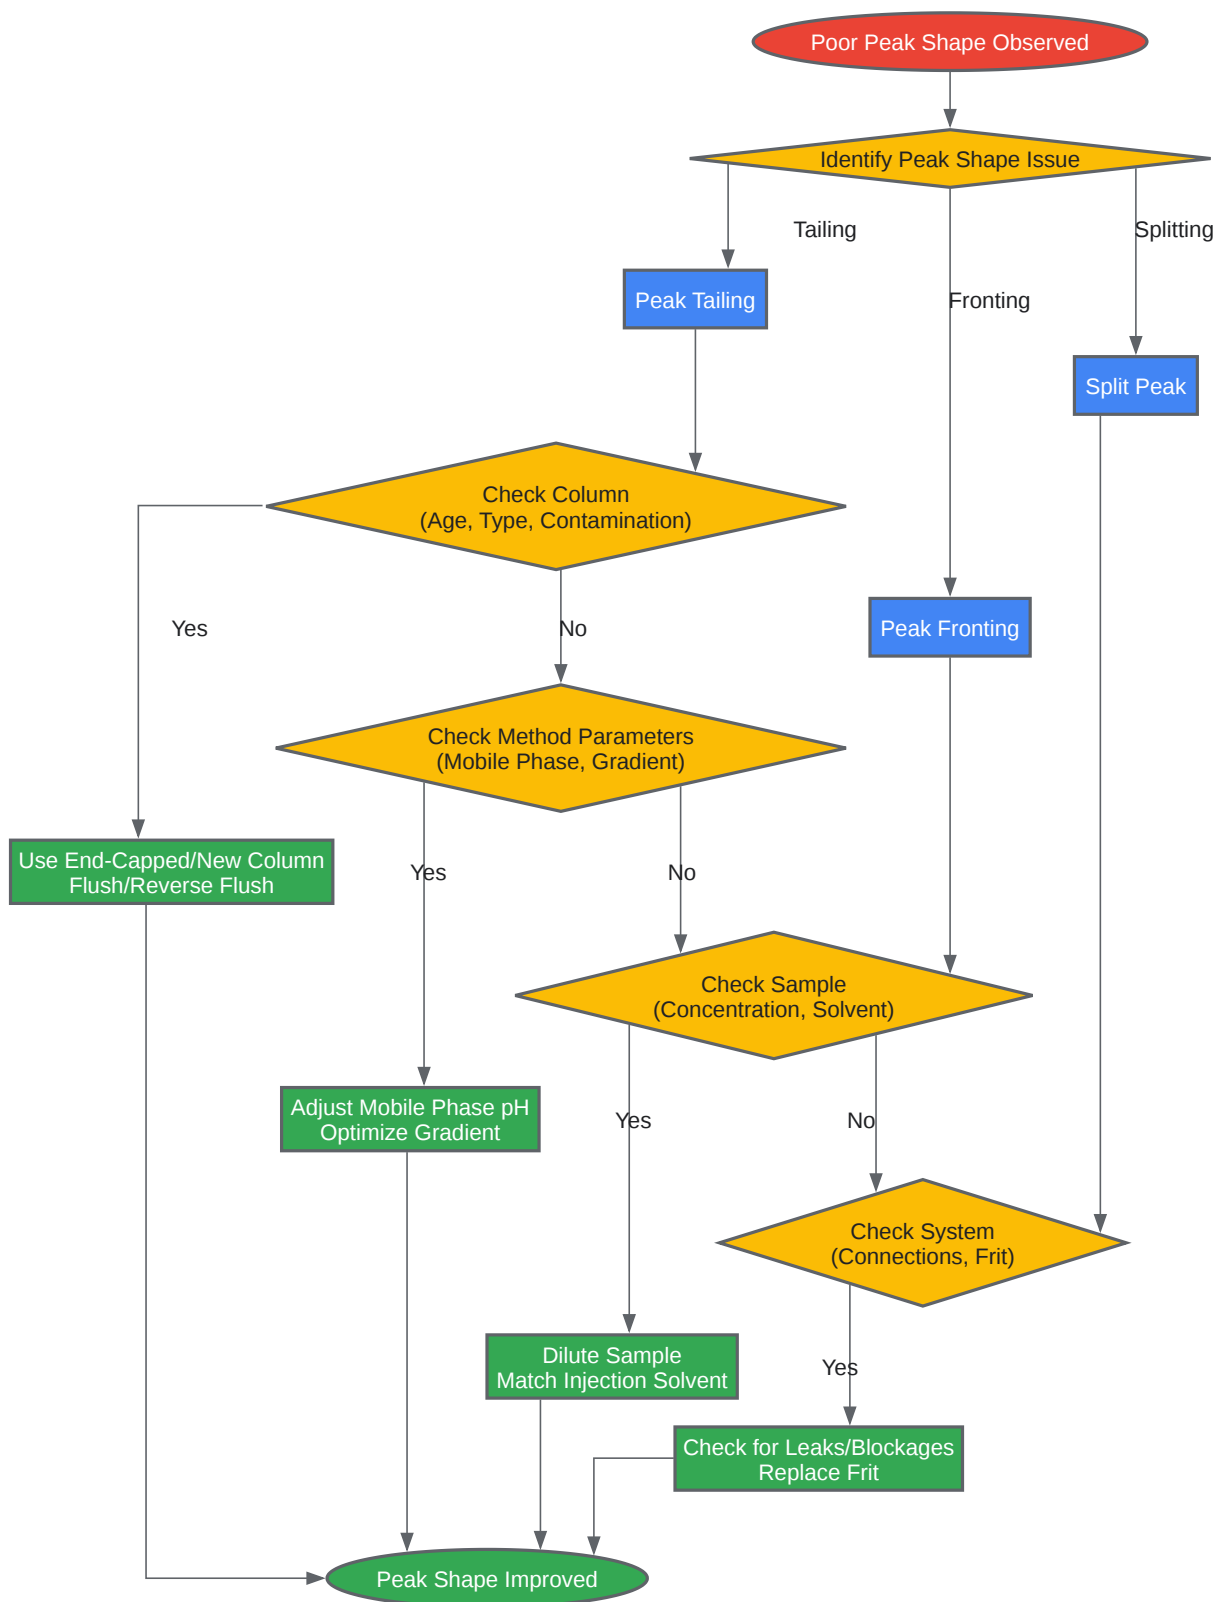 Poor Peak Shape Observed
Identify Peak Shape Issue
Tailing
Splitting
Peak Tailing
Fronting
Split Peak
Check Column
(Age, Type, Contamination)
Yes
No
Peak Fronting
Check Method Parameters
(Mobile Phase, Gradient)
Use End-Capped/New Column
Flush/Reverse Flush
Yes
No
Check Sample
(Concentration, Solvent)
Adjust Mobile Phase pH
Optimize Gradient
Yes
No
Check System
(Connections, Frit)
Dilute Sample
Match Injection Solvent
Yes
Check for Leaks/Blockages
Replace Frit
Peak Shape Improved